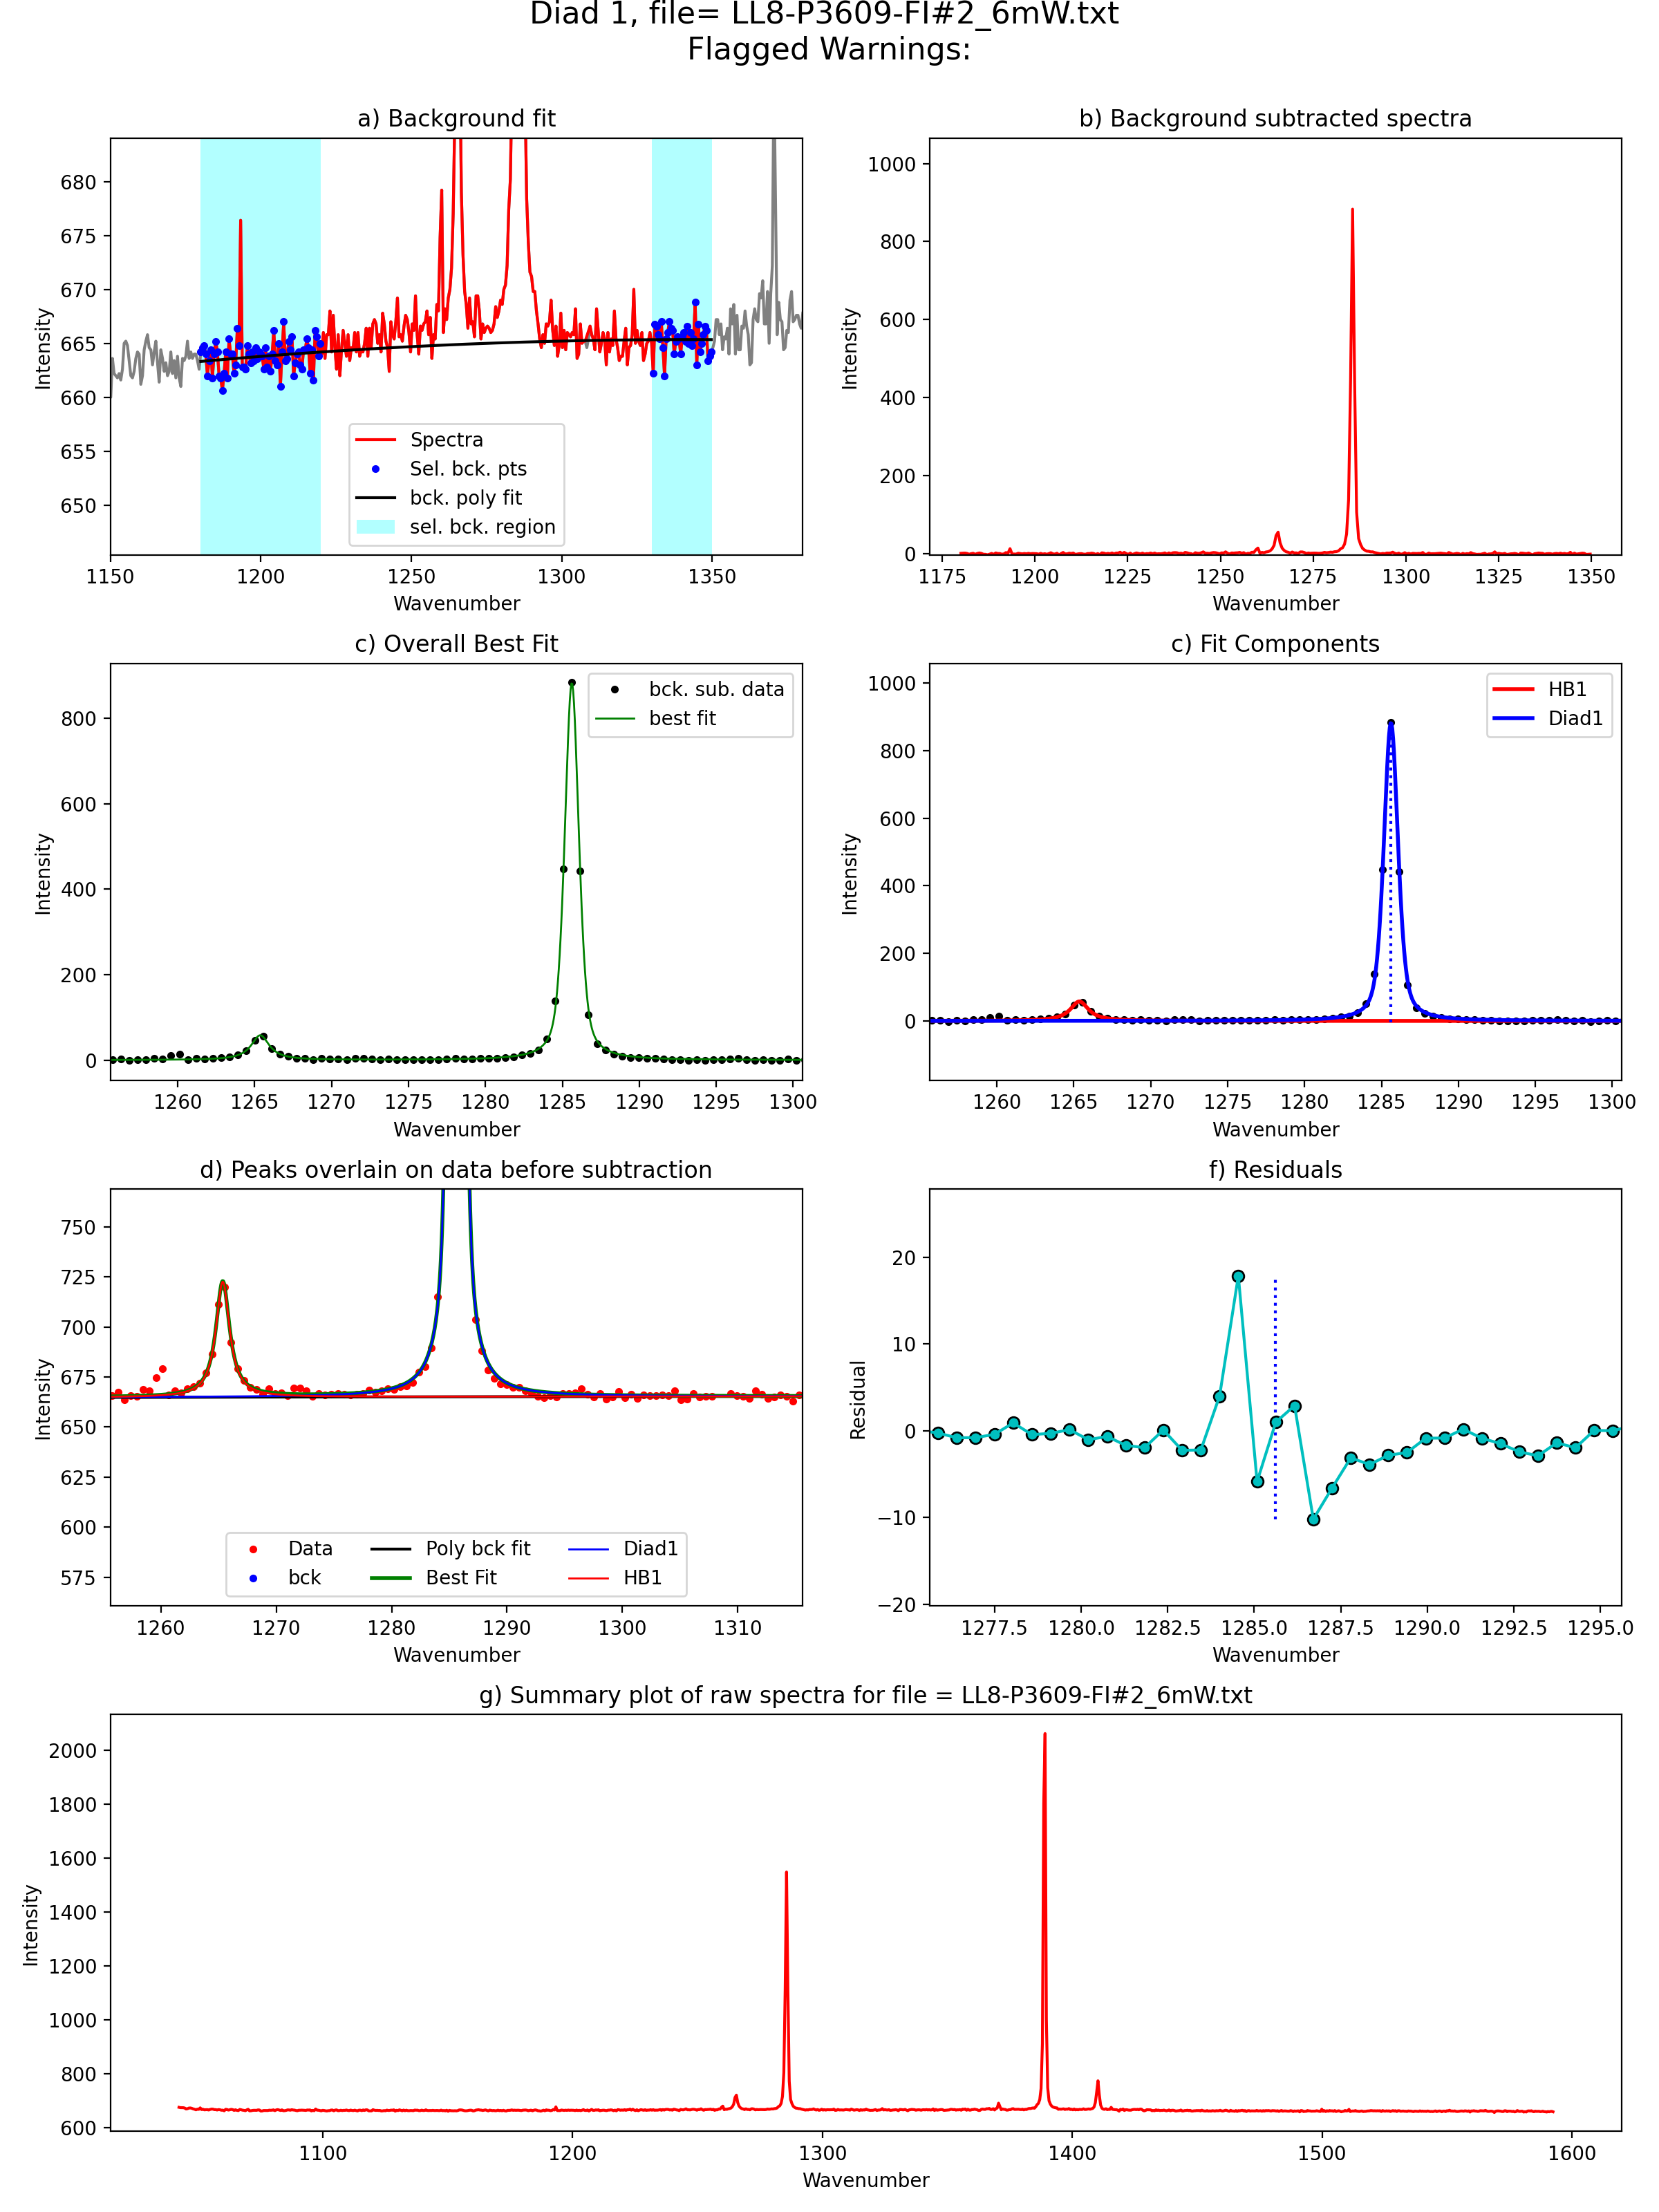 Diad 1, file= LL8-P3609-FI#2_6mW.txt
Flagged Warnings:
a) Background fit
680
675
670
665
660
655
650
Intensity
Spectra
Sel. bck. pts
bck. poly fit
sel. bck. region
1150 1200 1250 1300 1350
Wavenumber
b) Background subtracted spectra
1000
800
600
400
200
0
Intensity
1175 1200 1225 1250 1275 1300 1325 1350
Wavenumber
c) Overall Best Fit
800
600
400
200
0
Intensity
bck. sub. data
best fit
1260 1265 1270 1275 1280 1285 1290 1295 1300
Wavenumber
c) Fit Components
1000
800
600
400
200
0
Intensity
HB1
Diad1
1260 1265 1270 1275 1280 1285 1290 1295 1300
Wavenumber
d) Peaks overlain on data before subtraction
750
725
700
675
650
625
600
575
Intensity
Data Poly bck fit Diad1
bck Best Fit HB1
1260 1270 1280 1290 1300 1310
Wavenumber
f) Residuals
20
10
0
−10
−20
Residual
1277.5 1280.0 1282.5 1285.0 1287.5 1290.0 1292.5 1295.0
Wavenumber
g) Summary plot of raw spectra for file = LL8-P3609-FI#2_6mW.txt
2000
1800
1600
1400
1200
1000
800
600
Intensity
1100 1200 1300 1400 1500 1600
Wavenumber